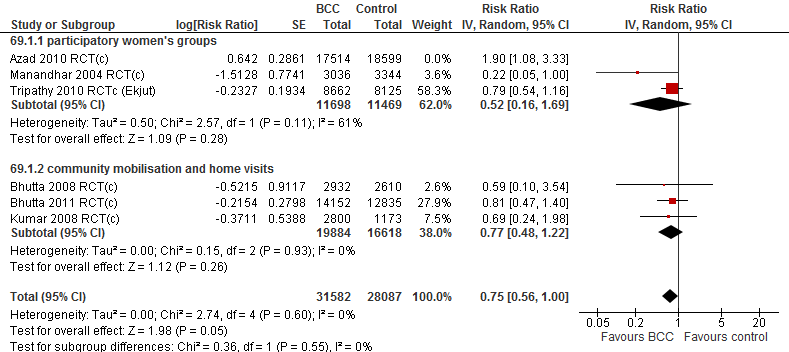 BCC Control Risk Ratio Risk Ratio
Study or Subgroup log[Risk Ratio] SE Total Total Weight IV, Random, 95% CI IV, Random, 95% CI
69.1.1 participatory women's groups
Azad 2010 RCT(c) 0.642 0.2861 17514 18599 0.0% 1.90 [1.08, 3.33]
Manandhar 2004 RCT(c) -1.5128 0.7741 3036 3344 3.6% 0.22 [0.05, 1.00]
Tripathy 2010 RCTc (Ekjut) -0.2327 0.1934 8662 8125 58.3% 0.79 [0.54, 1.16]
Subtotal (95% CI) 11698 11469 62.0% 0.52 [0.16, 1.69]
Heterogeneity: Tau² = 0.50; Chi² = 2.57, df = 1 (P = 0.11); I² = 61%
Test for overall effect: Z = 1.09 (P = 0.28)
69.1.2 community mobilisation and home visits
Bhutta 2008 RCT(c) -0.5215 0.9117 2932 2610 2.6% 0.59 [0.10, 3.54]
Bhutta 2011 RCT(c) -0.2154 0.2798 14152 12835 27.9% 0.81 [0.47, 1.40]
Kumar 2008 RCT(c) -0.3711 0.5388 2800 1173 7.5% 0.69 [0.24, 1.98]
Subtotal (95% CI) 19884 16618 38.0% 0.77 [0.48, 1.22]
Heterogeneity: Tau² = 0.00; Chi² = 0.15, df = 2 (P = 0.93); I² = 0%
Test for overall effect: Z = 1.12 (P = 0.26)
Total (95% CI) 31582 28087 100.0% 0.75 [0.56, 1.00]
Heterogeneity: Tau² = 0.00; Chi² = 2.74, df = 4 (P = 0.60); I² = 0%
Test for overall effect: Z = 1.98 (P = 0.05)
Test for subgroup differences: Chi² = 0.36, df = 1 (P = 0.55), I² = 0%
0.05 0.2 1 5 20
Favours BCC Favours control